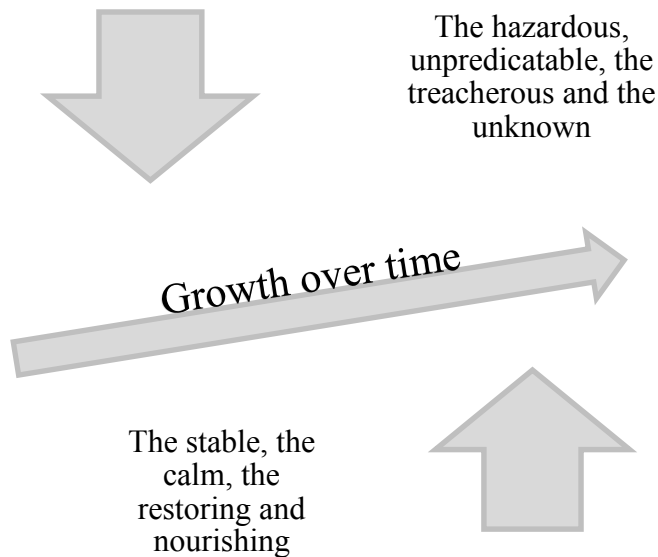 The hazardous,
unpredicatable, the
treacherous and the
unknown
Growth over time
The stable, the
calm, the
restoring and
nourishing